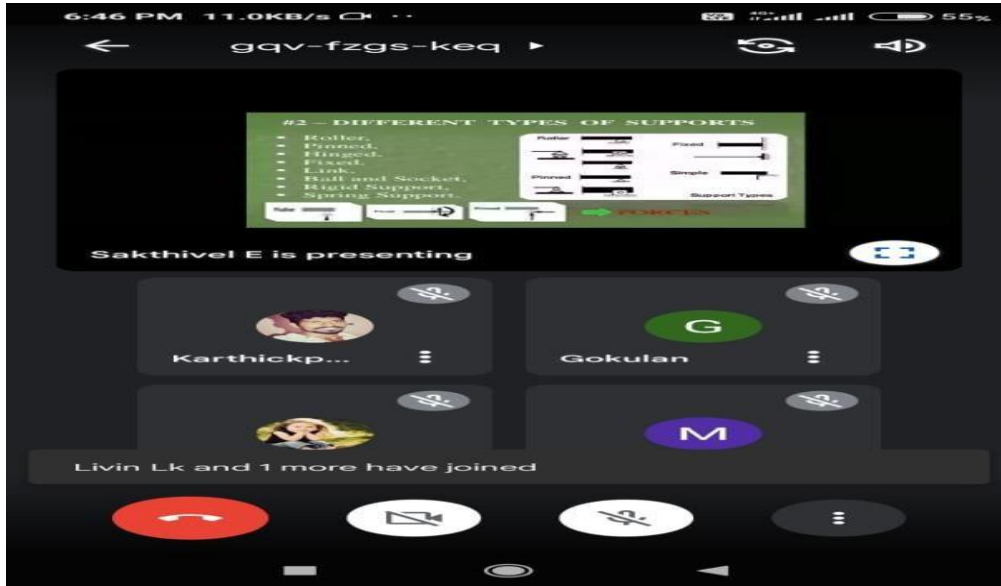 6:46 PM 11.0KB/s
4G+ 55%
gqv-fzgs-keq
#2 – DIFFERENT TYPES OF SUPPORTS
Roller.
Pinned.
Hinged.
Fixed.
Link.
Ball and Socket.
Rigid Support.
Spring Support.
Roller
Fixed
Pinned
Simple
Support Types
FORCES
Sakthivel E is presenting
Karthickp...
G
Gokulan
M
Livin Lk and 1 more have joined